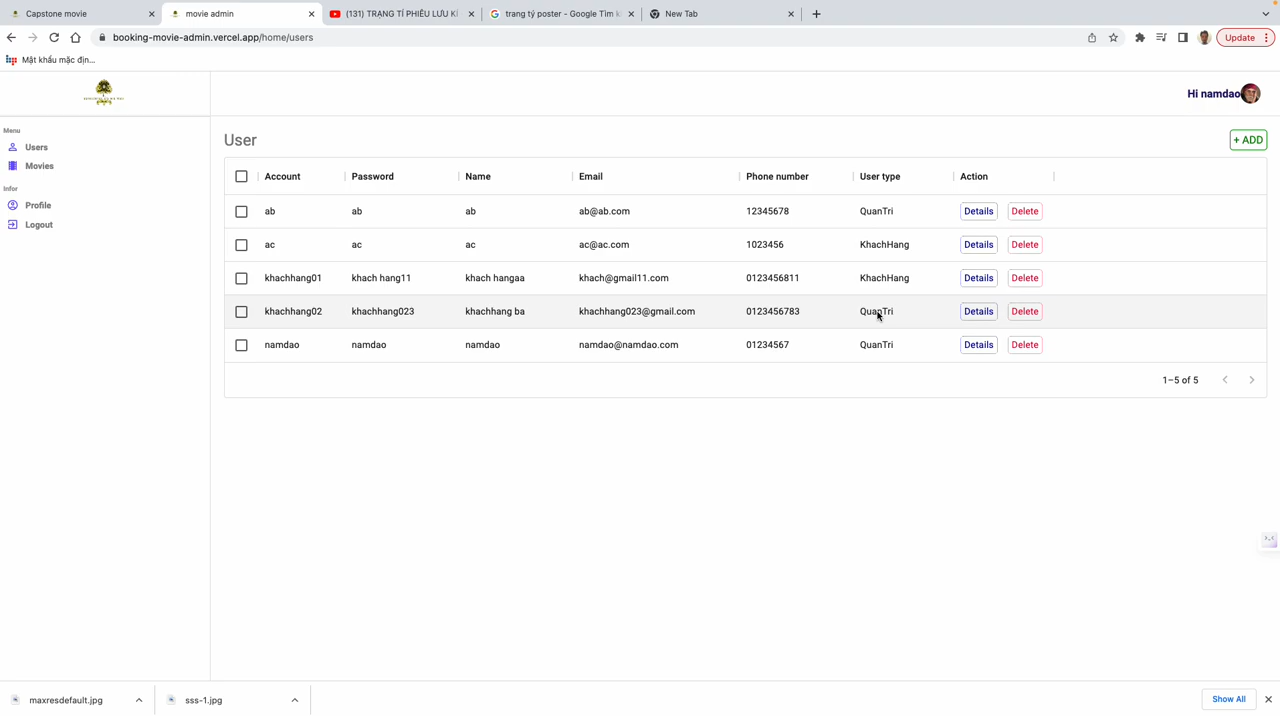 Capstone movie
movie admin
(131) TRẠNG TÍ PHIÊU LƯU KÍ
trang tý poster - Google Tìm k
New Tab
booking-movie-admin.vercel.app/home/users
Update
Mật khẩu mặc địn...
Hi namdao
Menu
Users
Movies
Infor
Profile
Logout
User
+ ADD
Account Password Name Email Phone number User type Action
ab ab ab ab@ab.com 12345678 QuanTri Details Delete
ac ac ac ac@ac.com 1023456 KhachHang Details Delete
khachhang01 khach hang11 khach hangaa khach@gmail11.com 0123456811 KhachHang Details Delete
khachhang02 khachhang023 khachhang ba khachhang023@gmail.com 0123456783 QuanTri Details Delete
namdao namdao namdao namdao@namdao.com 01234567 QuanTri Details Delete
1–5 of 5
maxresdefault.jpg
sss-1.jpg
Show All